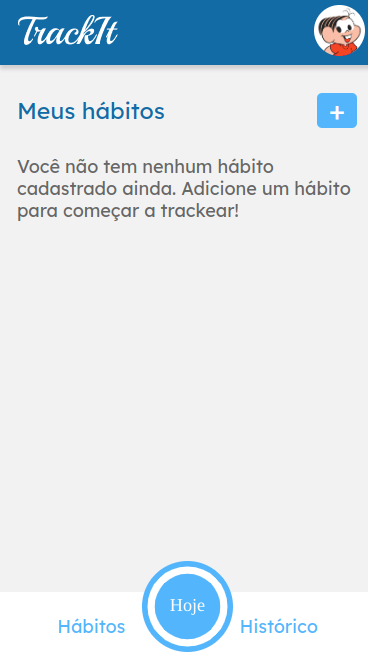 TrackIt
Meus hábitos
+
Você não tem nenhum hábito
cadastrado ainda. Adicione um hábito
para começar a trackear!
Hábitos
Hoje
Histórico